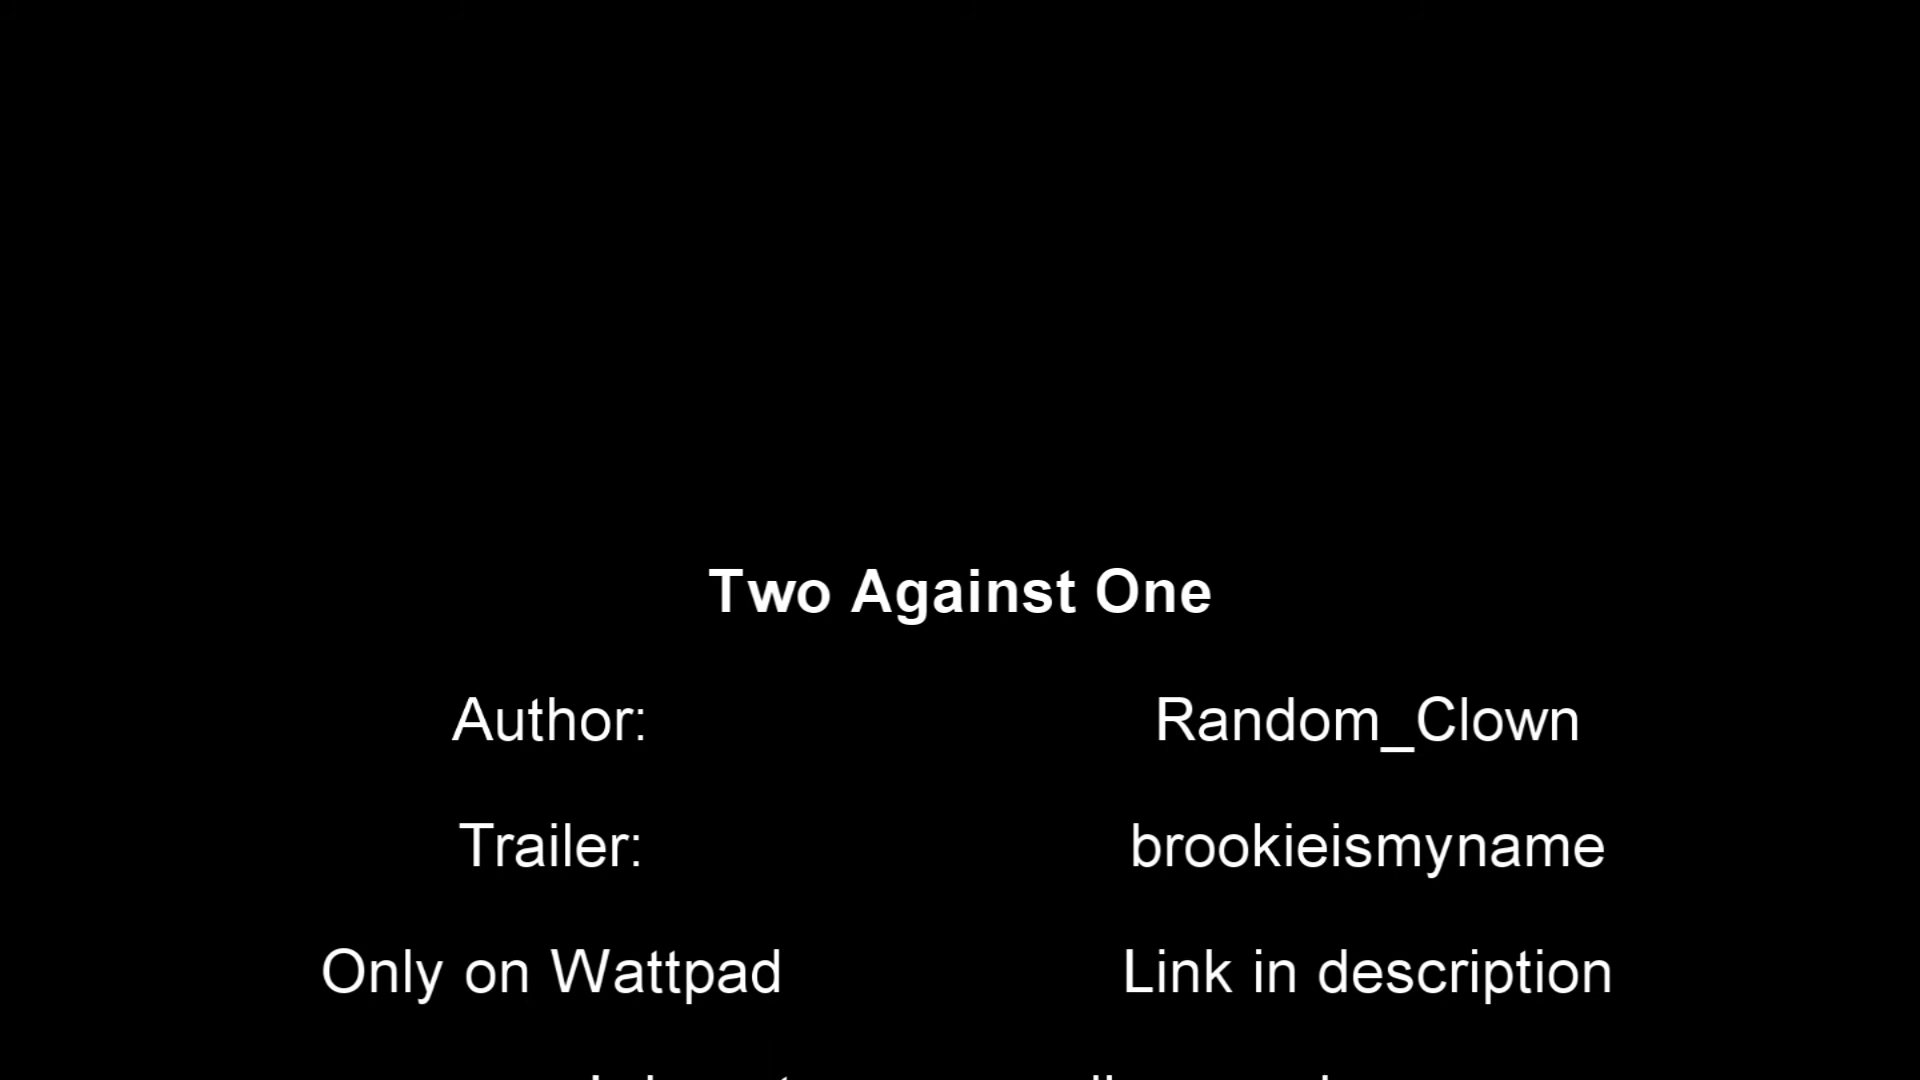 Two Against One
Author: Random_Clown
Trailer: brookieismyname
Only on Wattpad Link in description